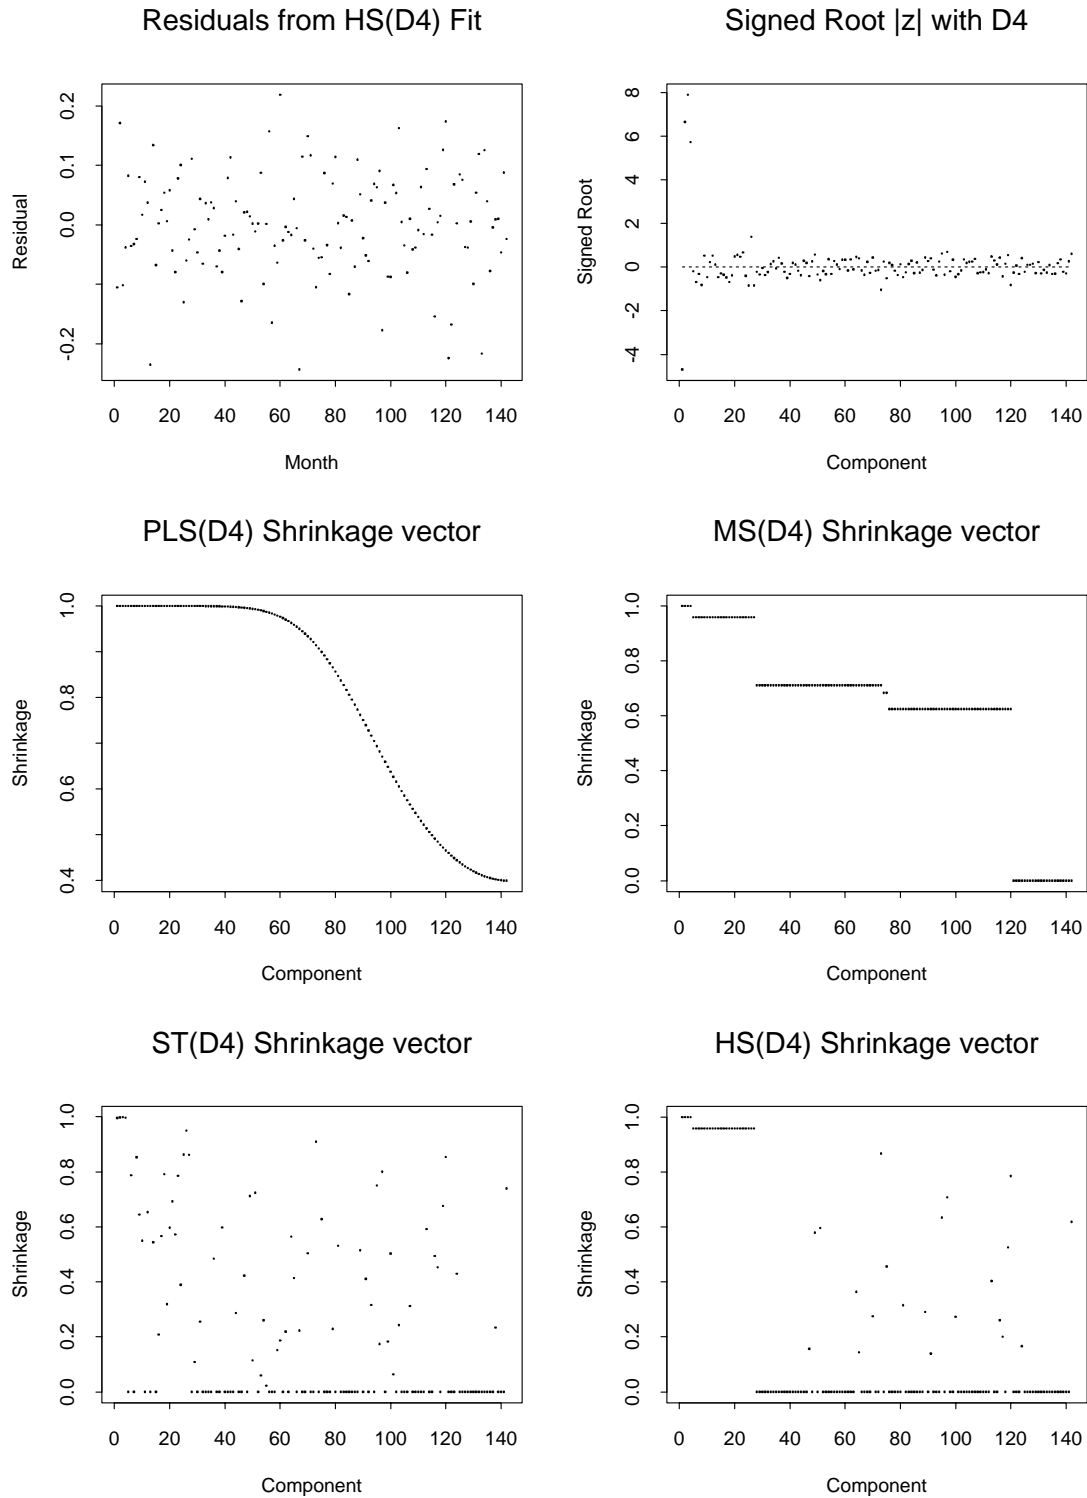 Residuals from HS(D4) Fit
Residual
0.2
0.1
0.0
-0.2
0 20 40 60 80 100 120 140
Month
Signed Root |z| with D4
Signed Root
8
6
4
2
0
-2
-4
0 20 40 60 80 100 120 140
Component
PLS(D4) Shrinkage vector
Shrinkage
1.0
0.8
0.6
0.4
0 20 40 60 80 100 120 140
Component
MS(D4) Shrinkage vector
Shrinkage
1.0
0.8
0.6
0.4
0.2
0.0
0 20 40 60 80 100 120 140
Component
ST(D4) Shrinkage vector
Shrinkage
1.0
0.8
0.6
0.4
0.2
0.0
0 20 40 60 80 100 120 140
Component
HS(D4) Shrinkage vector
Shrinkage
1.0
0.8
0.6
0.4
0.2
0.0
0 20 40 60 80 100 120 140
Component